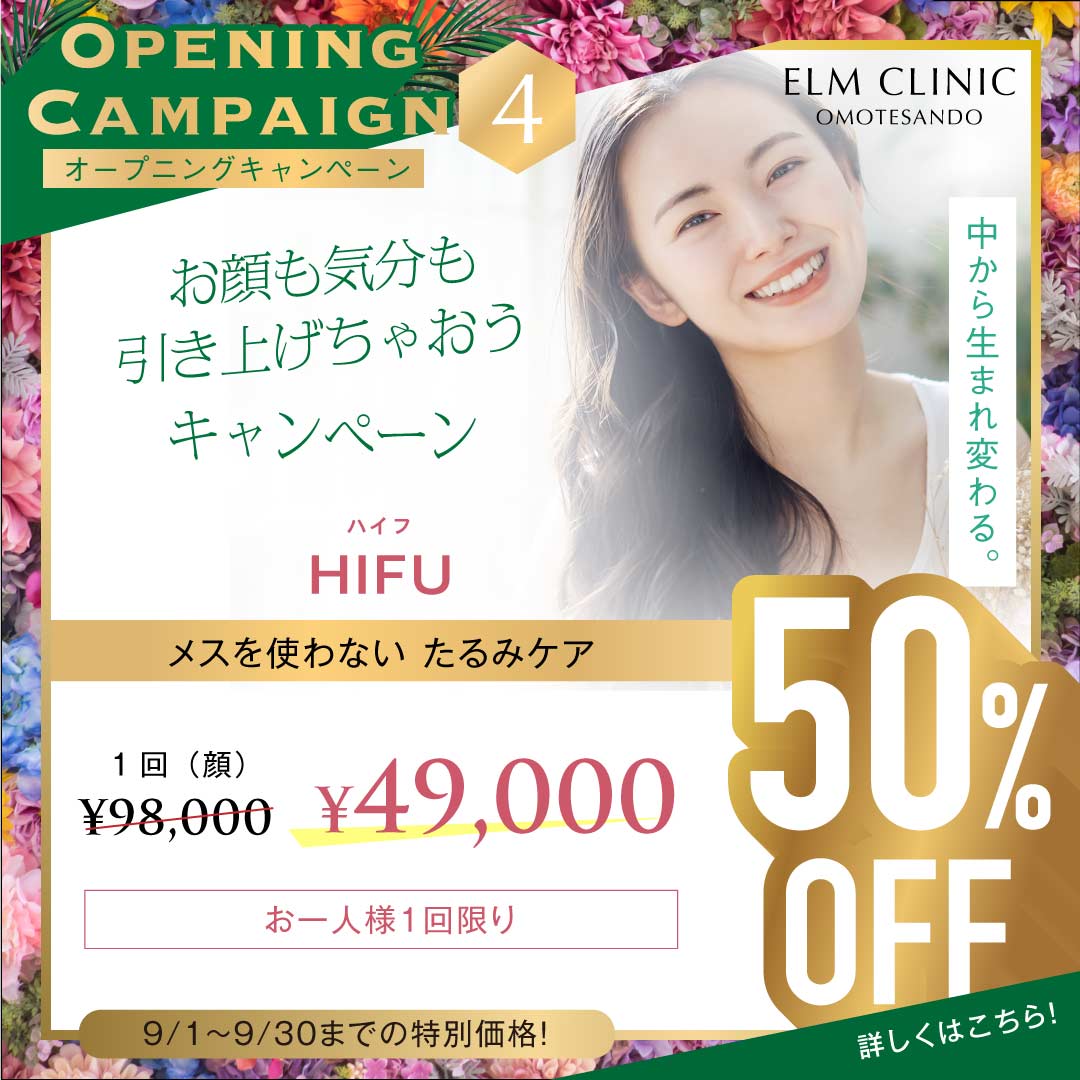 OPENING
CAMPAIGN
4
オープニングキャンペーン
ELM CLINIC
OMOTESANDO
中から生まれ変わる。
お顔も気分も
引き上げちゃおう
キャンペーン
ハイフ
HIFU
メスを使わない たるみケア
1回（顔）
¥98,000
¥49,000
50%
OFF
お一人様1回限り
9/1〜9/30までの特別価格!
詳しくはこちら!